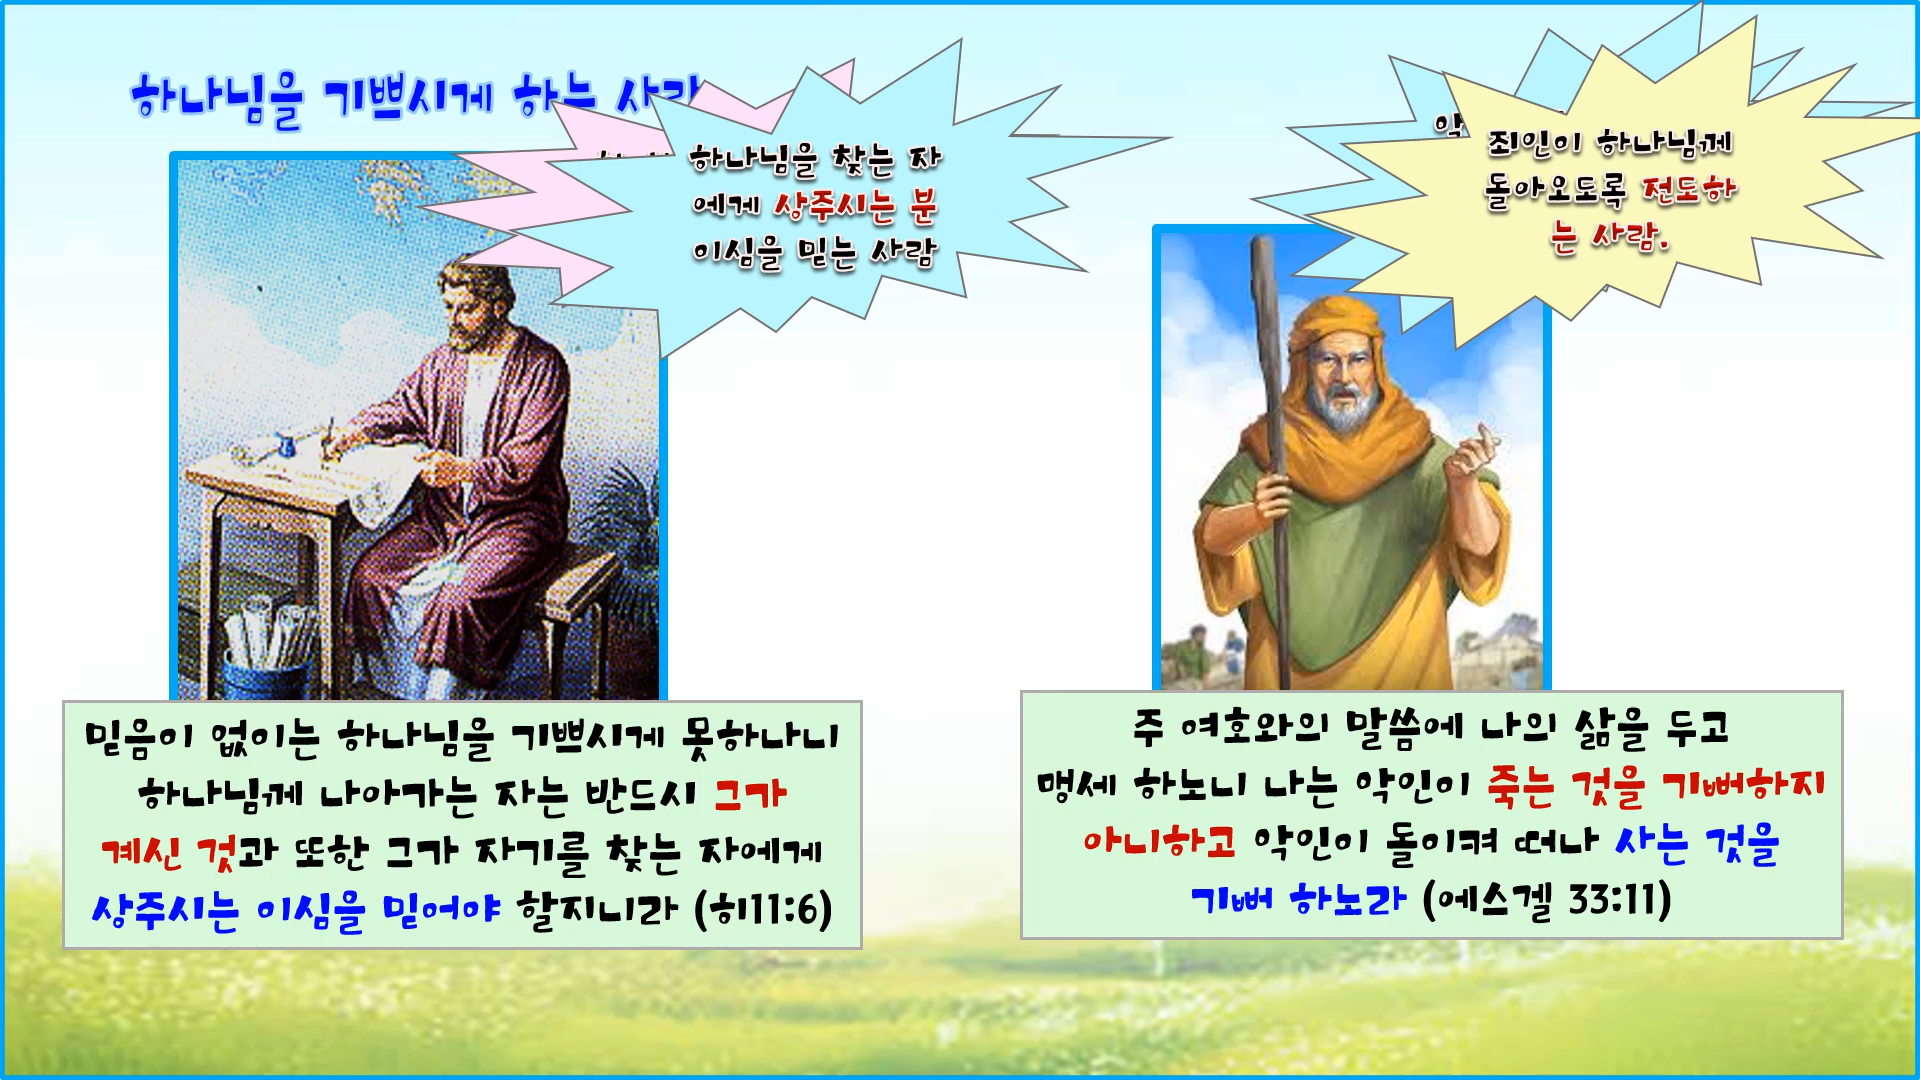 하나님을 기쁘시게 하는
하나님을 찾는 자
에게 상주시는 분
이심을 믿는 사람
죄인이 하나님께
돌아오도록 전도하
는 사람.
믿음이 없이는 하나님을 기쁘시게 못하나니
하나님께 나아가는 자는 반드시 그가
계신 것과 또한 그가 자기를 찾는 자에게
상주시는 이심을 믿어야 할지니라 (히11:6)
주 여호와의 말씀에 나의 삶을 두고
맹세 하노니 나는 악인이 죽는 것을 기뻐하지
아니하고 악인이 돌이켜 떠나 사는 것을
기뻐 하노라 (에스겔 33:11)